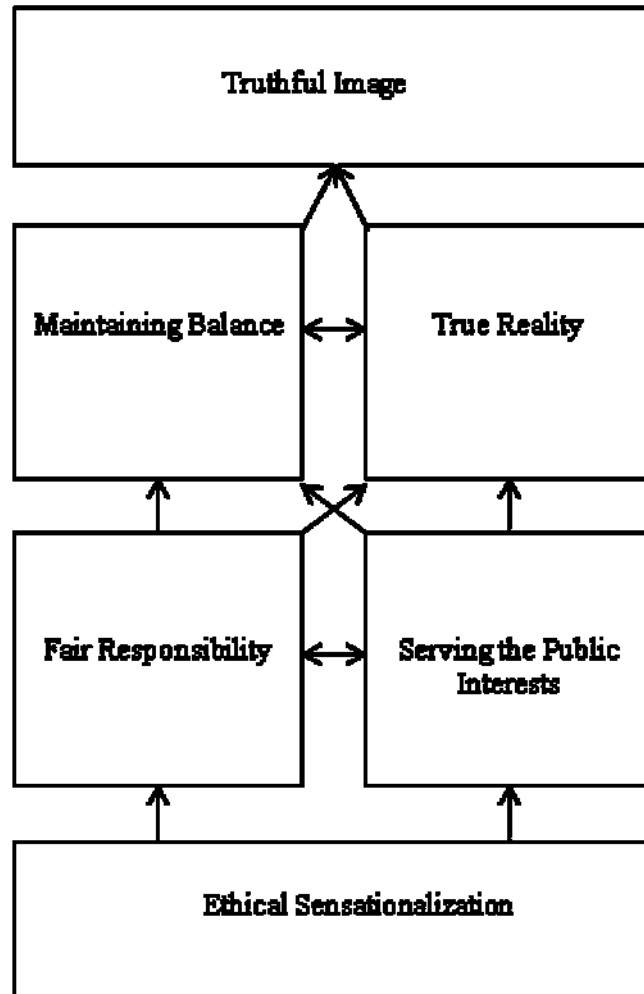 Truthful Image
Maintaining Balance
True Reality
Fair Responsibility
Serving the Public
Interests
Ethical Sensationalization